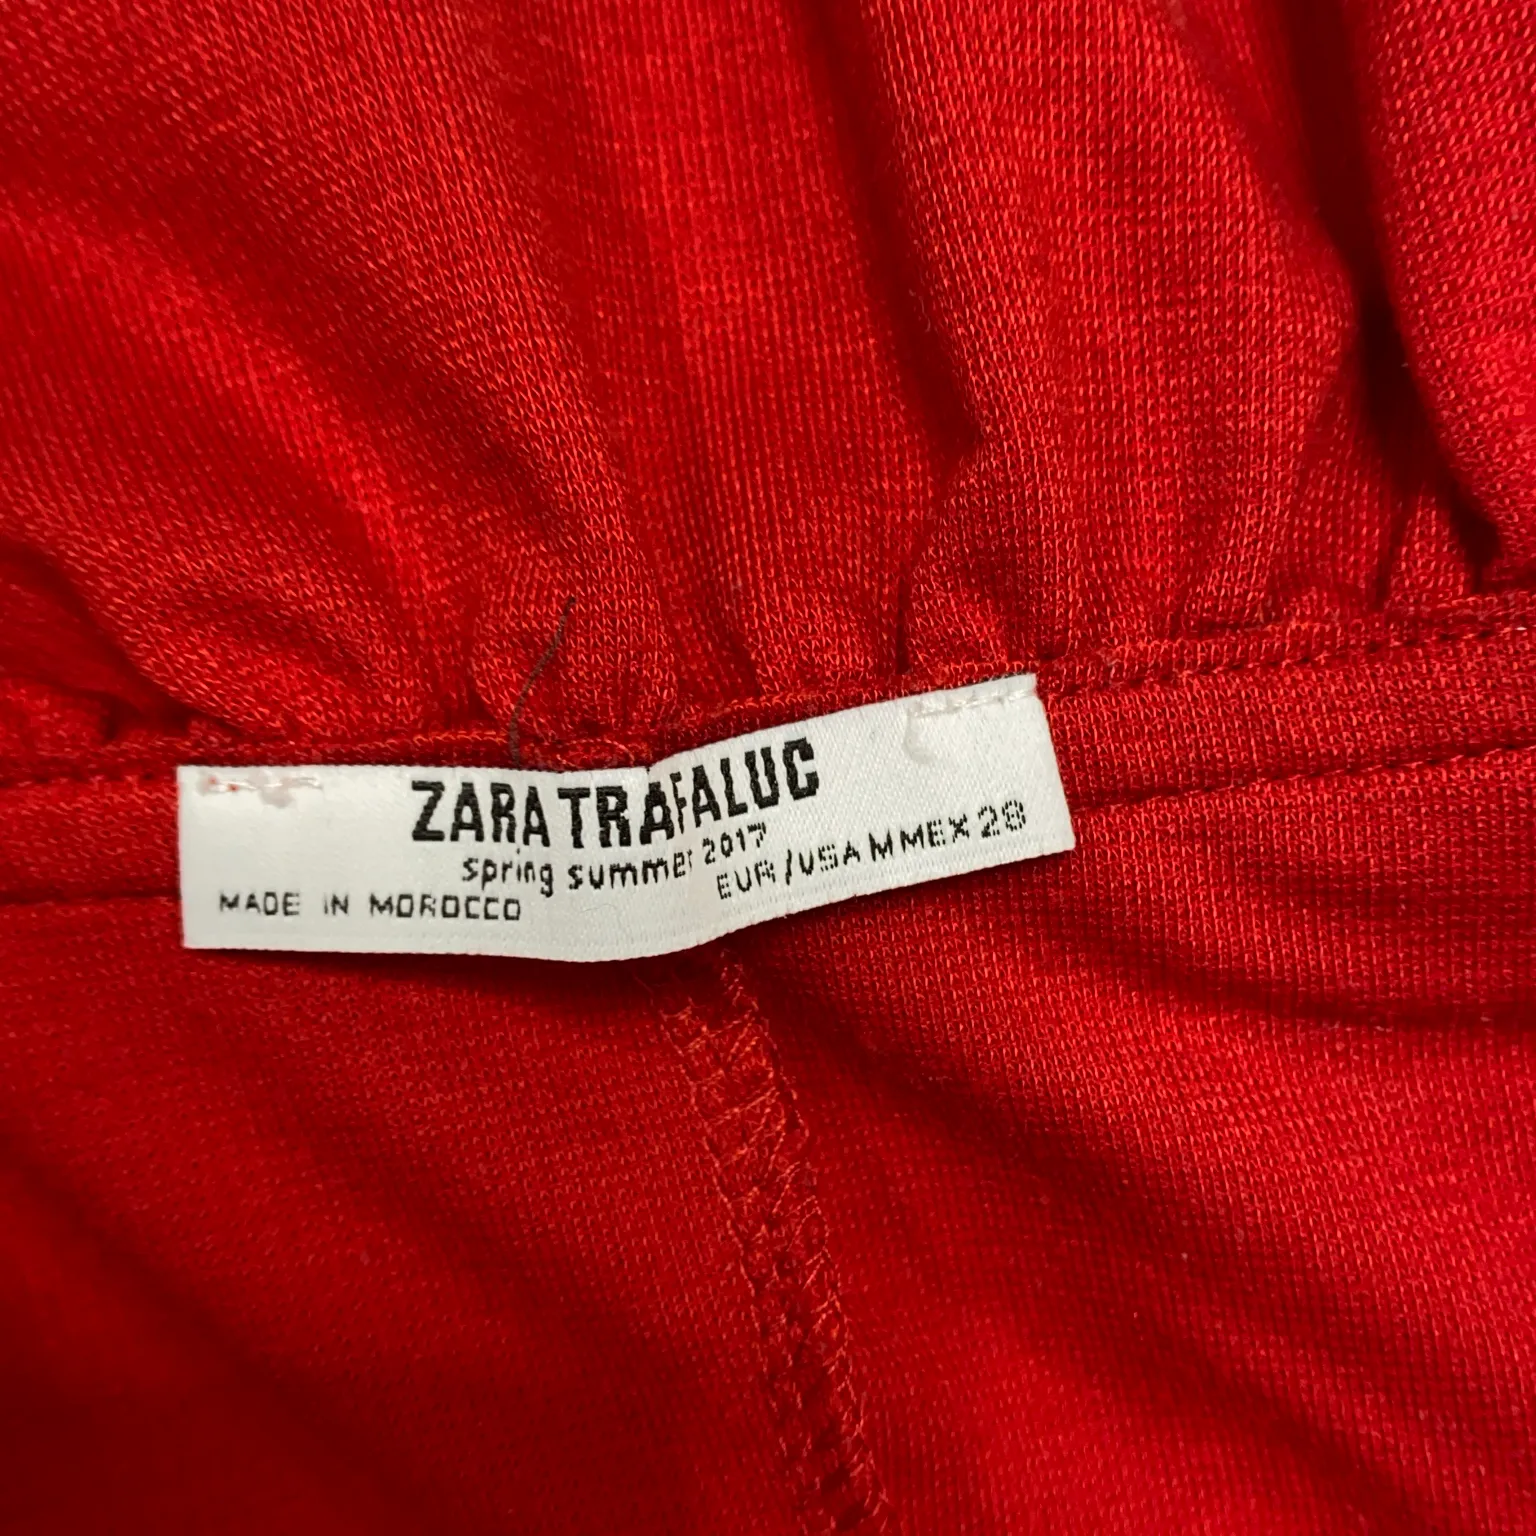 ZARA TRAFALUC
spring summer 2017
MADE IN MOROCCO
EUR/USA M MEX 28